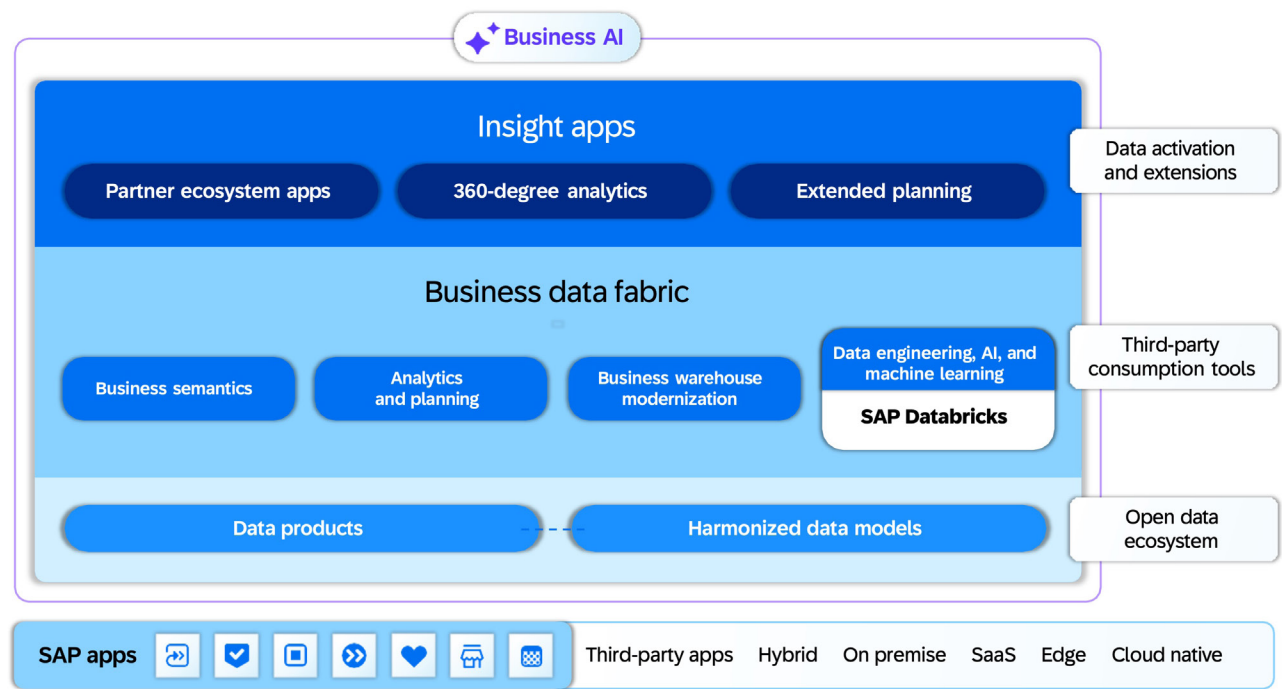 Business AI
Insight apps
Partner ecosystem apps
360-degree analytics
Extended planning
Data activation
and extensions
Business data fabric
Business semantics
Analytics
and planning
Business warehouse
modernization
Data engineering, AI, and
machine learning
SAP Databricks
Third-party
consumption tools
Data products
Harmonized data models
Open data
ecosystem
SAP apps
Third-party apps
Hybrid
On premise
SaaS
Edge
Cloud native